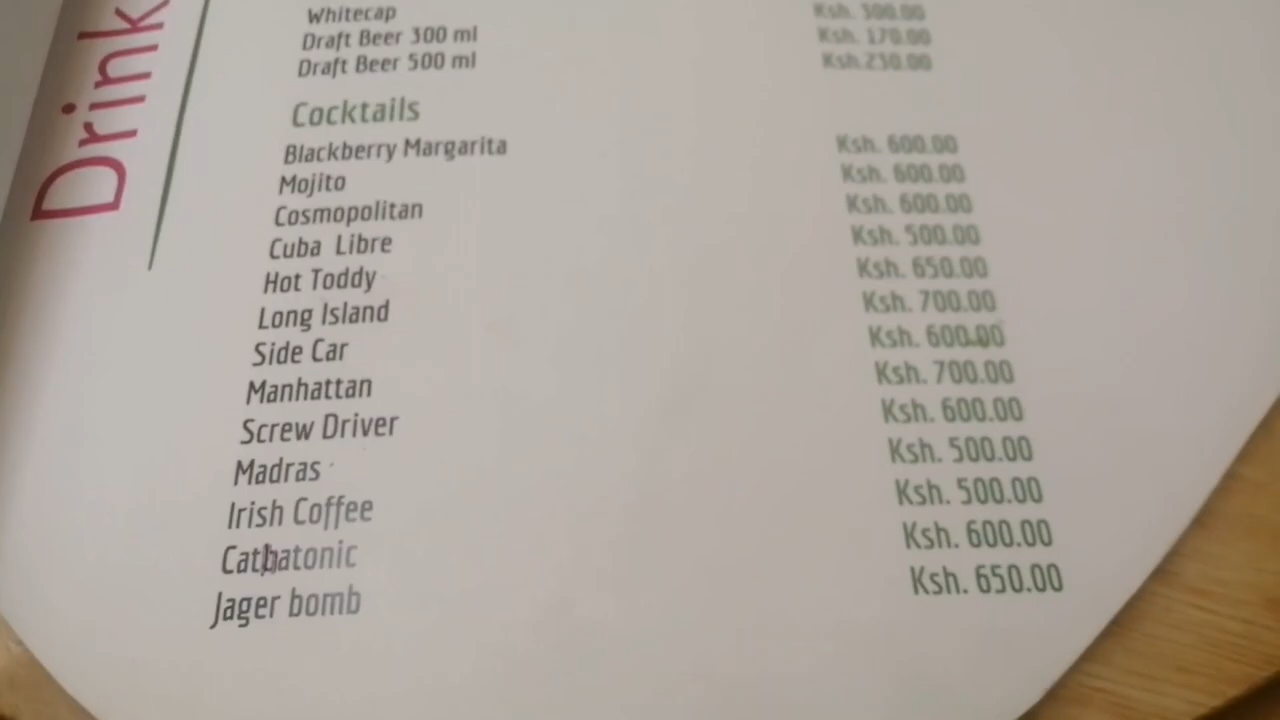 Drink
Whitecap Ksh. 300.00
Draft Beer 300 ml Ksh. 170.00
Draft Beer 500 ml Ksh.230.00
Cocktails
Blackberry Margarita Ksh. 600.00
Mojito Ksh. 600.00
Cosmopolitan Ksh. 600.00
Cuba Libre Ksh. 500.00
Hot Toddy Ksh. 650.00
Long Island Ksh. 700.00
Side Car Ksh. 600.00
Manhattan Ksh. 700.00
Screw Driver Ksh. 600.00
Madras Ksh. 500.00
Irish Coffee Ksh. 500.00
Catbatonic Ksh. 600.00
Jager bomb Ksh. 650.00